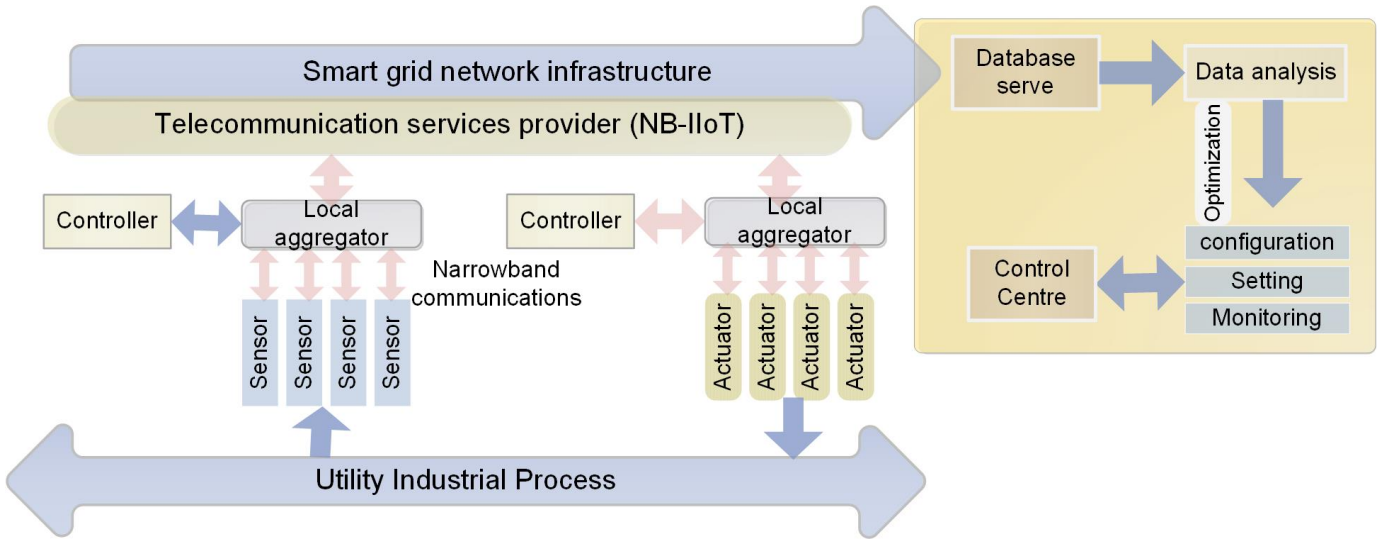 Smart grid network infrastructure
Telecommunication services provider (NB-IIoT)
Controller
Local
aggregator
Controller
Local
aggregator
Narrowband
communications
Sensor
Sensor
Sensor
Sensor
Actuator
Actuator
Actuator
Actuator
Utility Industrial Process
Database
serve
Data analysis
Optimization
configuration
Setting
Monitoring
Control
Centre